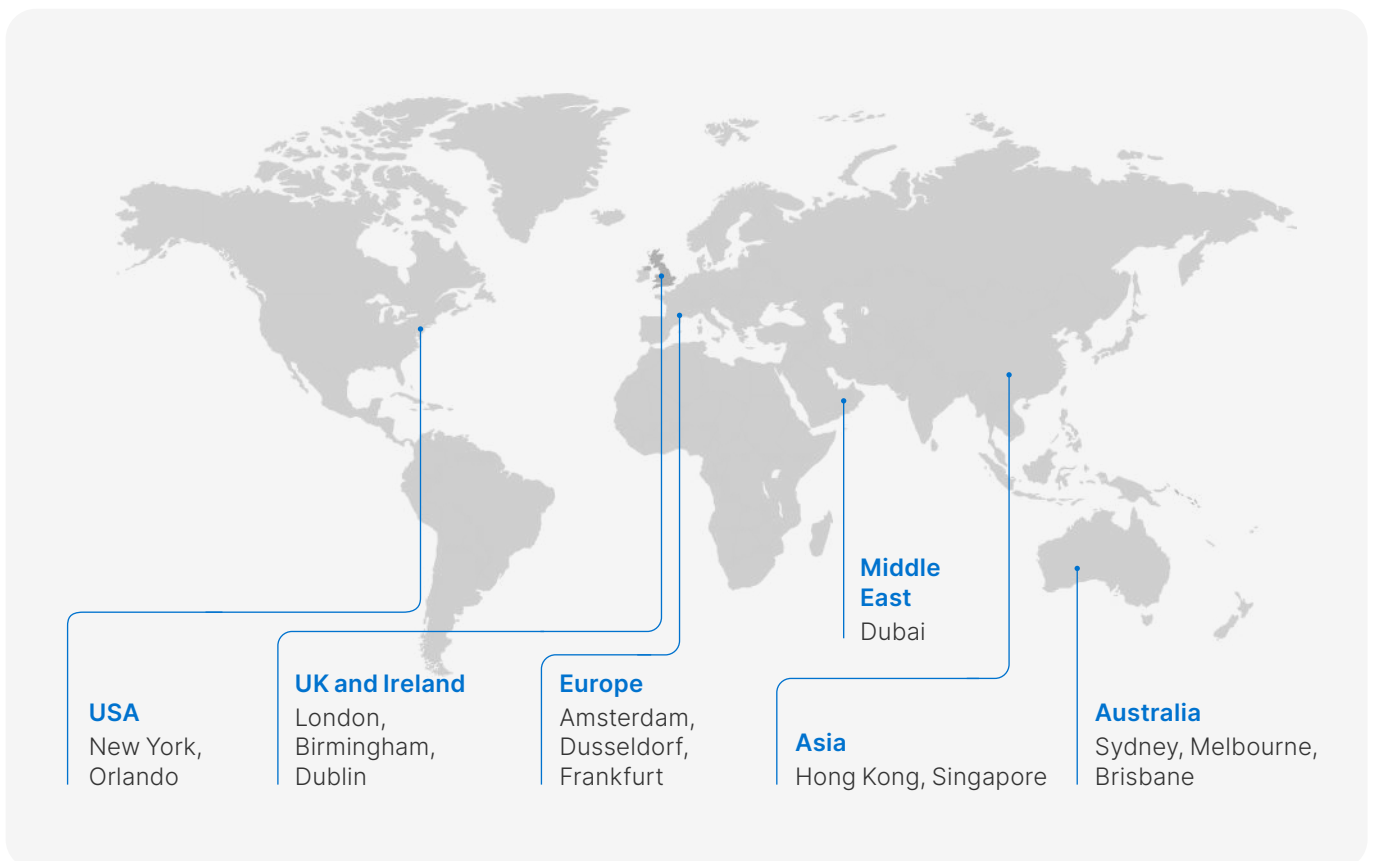 USA
New York,
Orlando
UK and Ireland
London,
Birmingham,
Dublin
Europe
Amsterdam,
Dusseldorf,
Frankfurt
Middle
East
Dubai
Asia
Hong Kong, Singapore
Australia
Sydney, Melbourne,
Brisbane